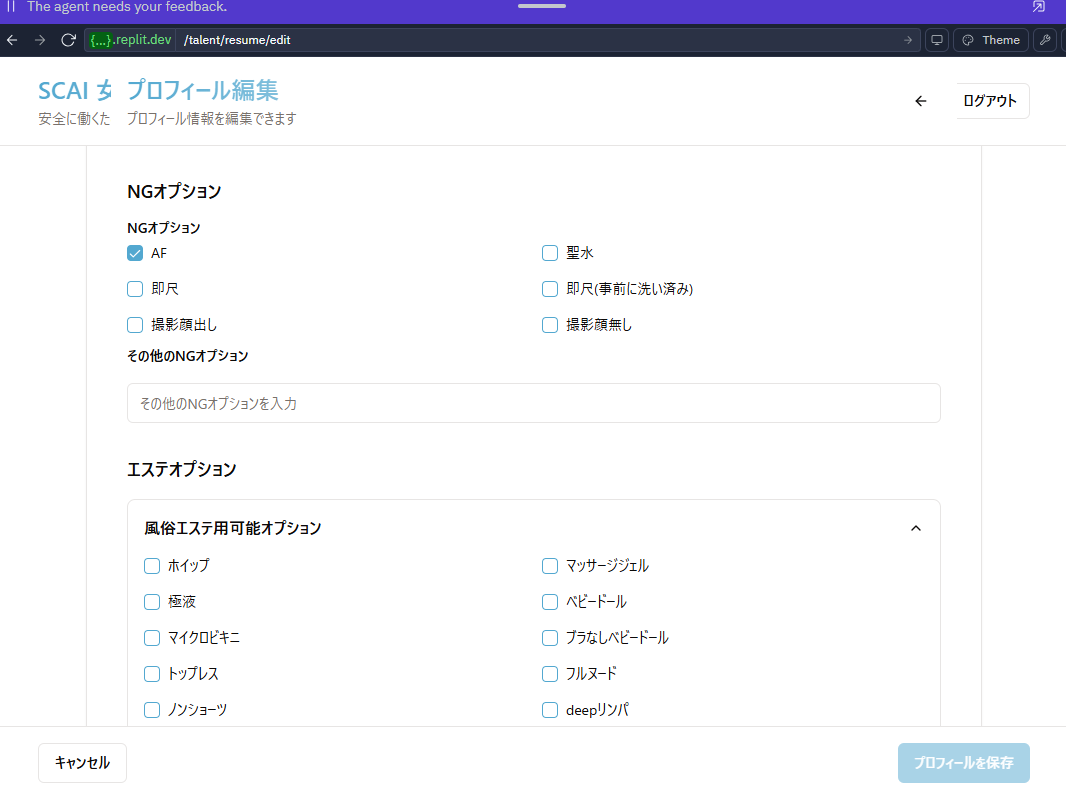 The agent needs your feedback.
{...}.replit.dev /talent/resume/edit
Theme
SCAI
プロフィール編集
安全に働くた
プロフィール情報を編集できます
ログアウト
NGオプション
NGオプション
AF
聖水
即尺
即尺(事前に洗い済み)
撮影顔出し
撮影顔無し
その他のNGオプション
その他のNGオプションを入力
エステオプション
風俗エステ用可能オプション
ホイップ
マッサージジェル
極液
ベビードール
マイクロビキニ
ブラなしベビードール
トップレス
フルヌード
ノンショーツ
deepリンパ
キャンセル
プロフィールを保存